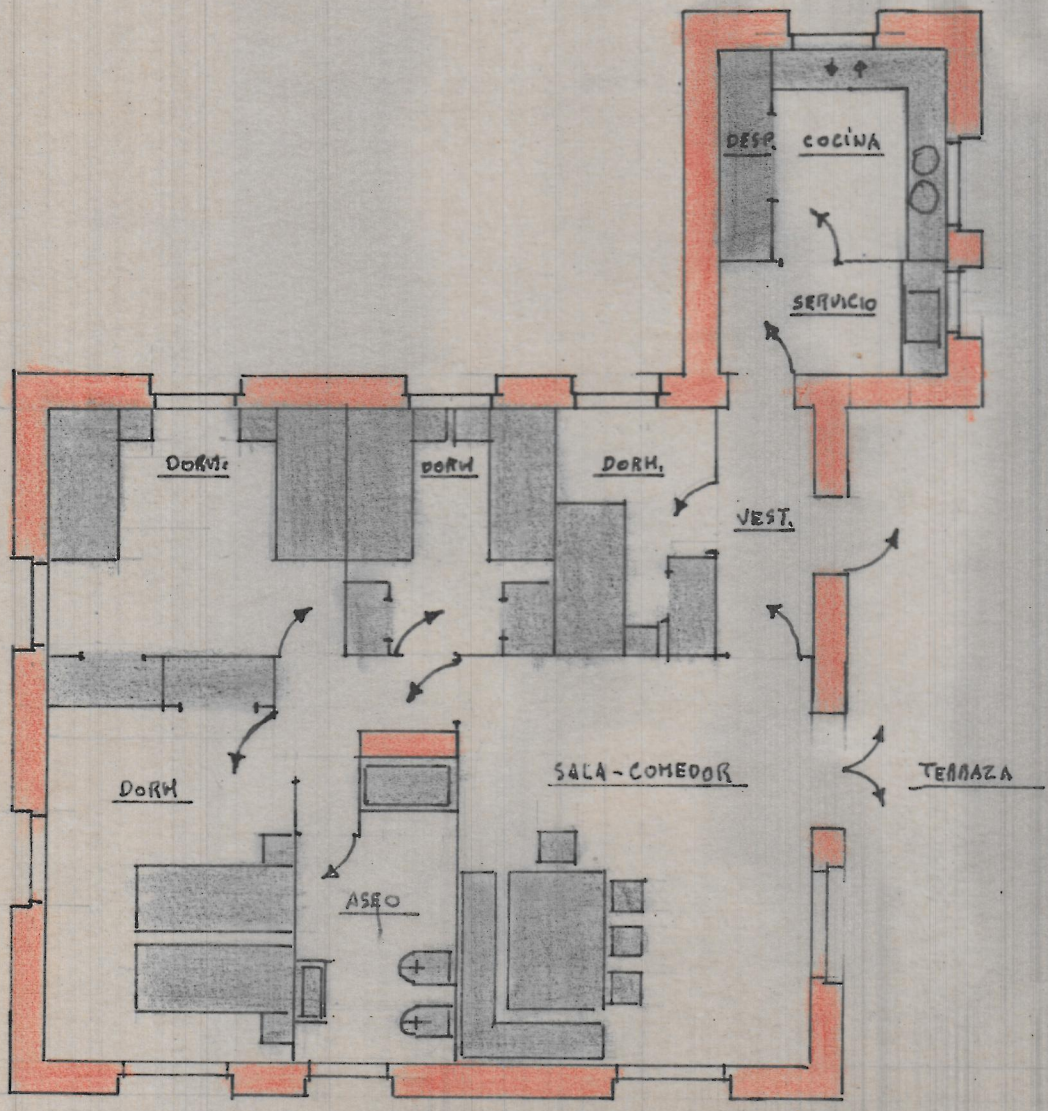 DESP. COCINA
SERVICIO
DORM.
DORM
DORM.
VEST.
SALA-COMEDOR
TERRAZA
DORM
ASEO